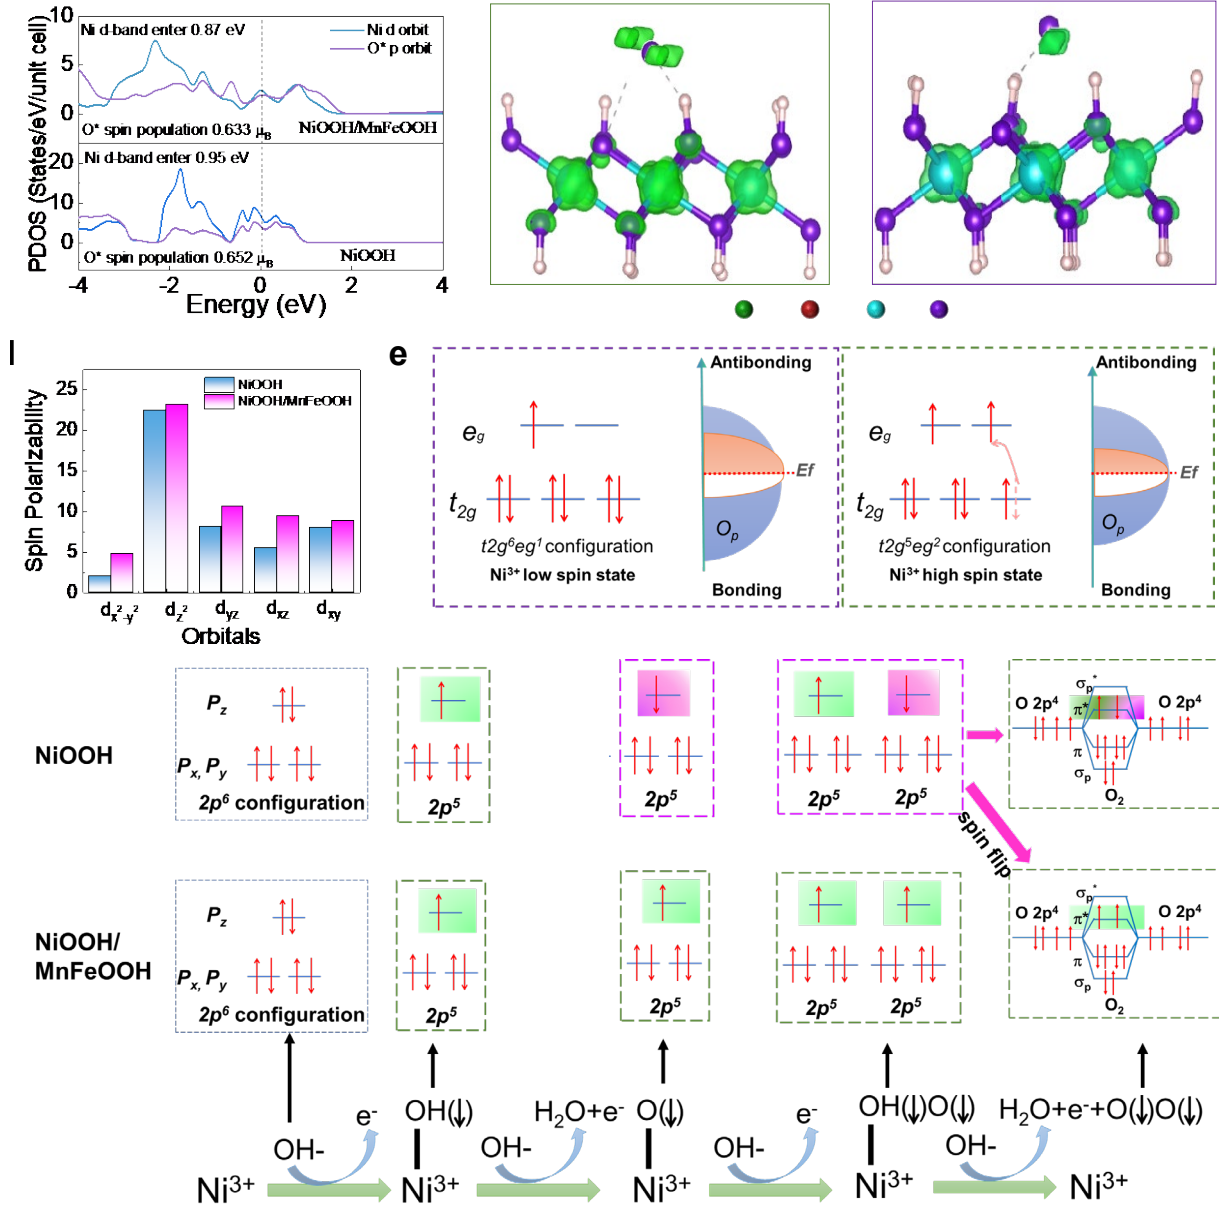 10
Ni d-band enter 0.87 eV
Ni d orbit
O* p orbit
5
0
O* spin population 0.633 μB
NiOOH/MnFeOOH
Ni d-band enter 0.95 eV
20
10
0
O* spin population 0.652 μB
NiOOH
-4 -2 0 2 4
Energy (eV)
PDOS (States/eV/unit cell)
e
25
20
15
10
5
0
NiOOH
NiOOH/MnFeOOH
Spin Polarizability
dx²-y² dz² dyz dxz dxy
Orbitals
Antibonding
eg
Ef
t2g
Op
t2g⁶eg¹ configuration
Ni³⁺ low spin state
Bonding
Antibonding
eg
Ef
t2g
Op
t2g⁵eg² configuration
Ni³⁺ high spin state
Bonding
NiOOH
Pz
Px, Py
2p⁶ configuration
2p⁵
2p⁵
2p⁵ 2p⁵
σp*
O 2p⁴ π* O 2p⁴
π
σp
O₂
spin flip
NiOOH/
MnFeOOH
Pz
Px, Py
2p⁶ configuration
2p⁵
2p⁵
2p⁵ 2p⁵
σp*
O 2p⁴ π* O 2p⁴
π
σp
O₂
e⁻ OH(↓) H₂O+e⁻ O(↓) e⁻ OH(↓)O(↓) H₂O+e⁻+O(↓)O(↓)
OH- OH- OH- OH-
Ni³⁺ Ni³⁺ Ni³⁺ Ni³⁺ Ni³⁺